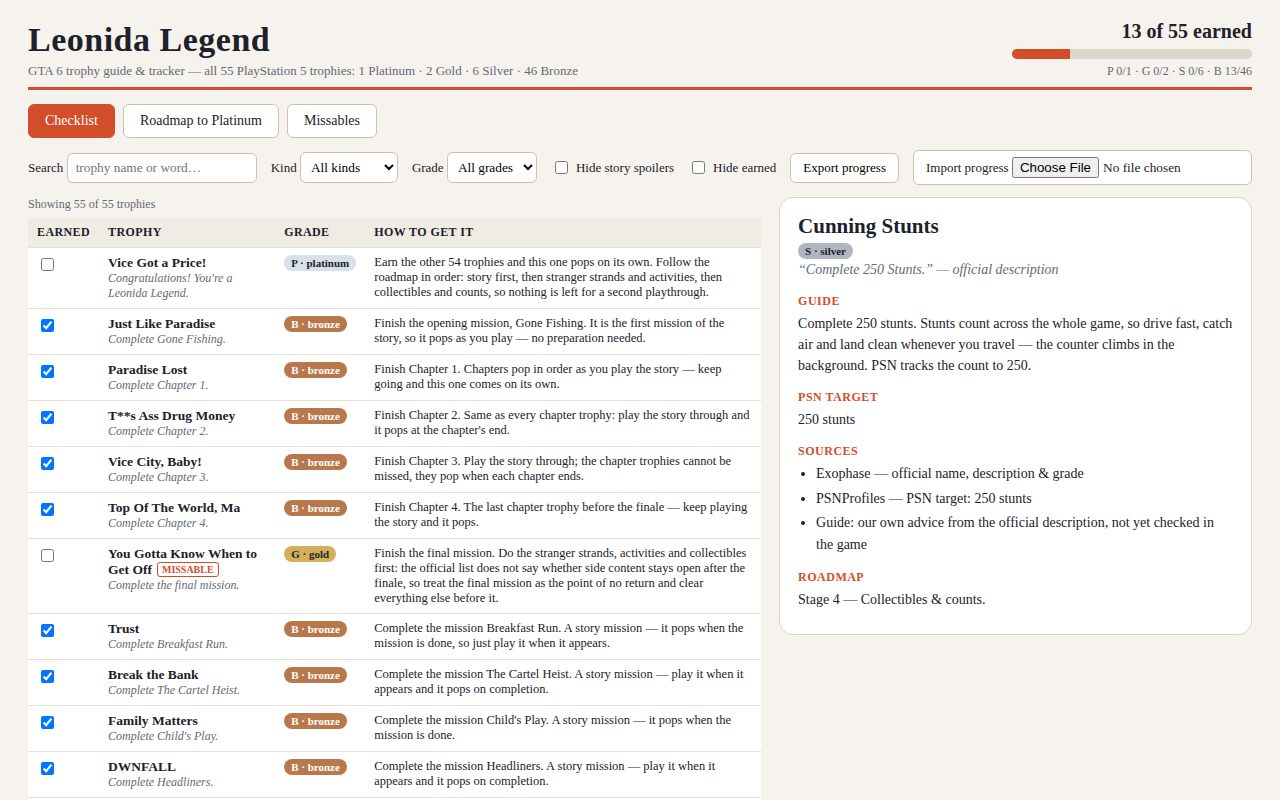 Leonida Legend
GTA 6 trophy guide & tracker — all 55 PlayStation 5 trophies: 1 Platinum · 2 Gold · 6 Silver · 46 Bronze
13 of 55 earned
P 0/1 · G 0/2 · S 0/6 · B 13/46
Checklist
Roadmap to Platinum
Missables
Search trophy name or word…
Kind All kinds
Grade All grades
Hide story spoilers
Hide earned
Export progress
Import progress Choose File No file chosen
Showing 55 of 55 trophies
EARNED TROPHY GRADE HOW TO GET IT
Vice Got a Price!
Congratulations! You're a
Leonida Legend.
P · platinum
Earn the other 54 trophies and this one pops on its own. Follow the
roadmap in order: story first, then stranger strands and activities, then
collectibles and counts, so nothing is left for a second playthrough.
Just Like Paradise
Complete Gone Fishing.
B · bronze
Finish the opening mission, Gone Fishing. It is the first mission of the
story, so it pops as you play — no preparation needed.
Paradise Lost
Complete Chapter 1.
B · bronze
Finish Chapter 1. Chapters pop in order as you play the story — keep
going and this one comes on its own.
T**s Ass Drug Money
Complete Chapter 2.
B · bronze
Finish Chapter 2. Same as every chapter trophy: play the story through and
it pops at the chapter's end.
Vice City, Baby!
Complete Chapter 3.
B · bronze
Finish Chapter 3. Play the story through; the chapter trophies cannot be
missed, they pop when each chapter ends.
Top Of The World, Ma
Complete Chapter 4.
B · bronze
Finish Chapter 4. The last chapter trophy before the finale — keep playing
the story and it pops.
You Gotta Know When to
Get Off MISSABLE
Complete the final mission.
G · gold
Finish the final mission. Do the stranger strands, activities and collectibles
first: the official list does not say whether side content stays open after the
finale, so treat the final mission as the point of no return and clear
everything else before it.
Trust
Complete Breakfast Run.
B · bronze
Complete the mission Breakfast Run. A story mission — it pops when the
mission is done, so just play it when it appears.
Break the Bank
Complete The Cartel Heist.
B · bronze
Complete the mission The Cartel Heist. A story mission — play it when it
appears and it pops on completion.
Family Matters
Complete Child's Play.
B · bronze
Complete the mission Child's Play. A story mission — it pops when the
mission is done.
DWNFALL
Complete Headliners.
B · bronze
Complete the mission Headliners. A story mission — play it when it
appears and it pops on completion.
Cunning Stunts
S · silver
“Complete 250 Stunts.” — official description
GUIDE
Complete 250 stunts. Stunts count across the whole game, so drive fast, catch
air and land clean whenever you travel — the counter climbs in the
background. PSN tracks the count to 250.
PSN TARGET
250 stunts
SOURCES
• Exophase — official name, description & grade
• PSNProfiles — PSN target: 250 stunts
• Guide: our own advice from the official description, not yet checked in
the game
ROADMAP
Stage 4 — Collectibles & counts.